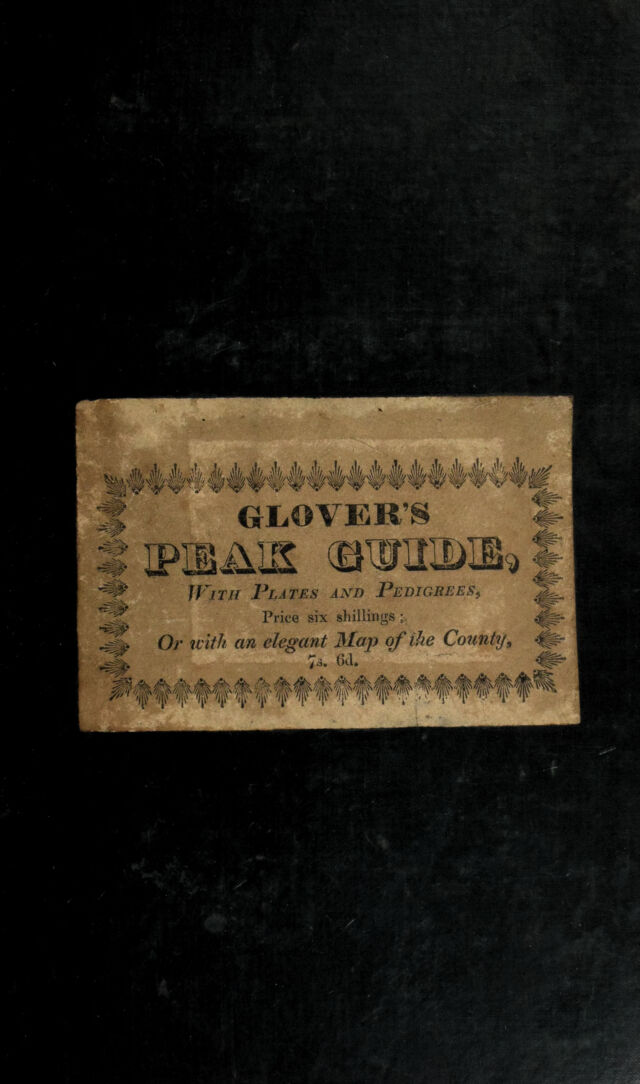 GLOVER'S
PEAK GUIDE,
WITH PLATES AND PEDIGREES,
Price six shillings;
Or with an elegant Map of the County,
7s. 6d.